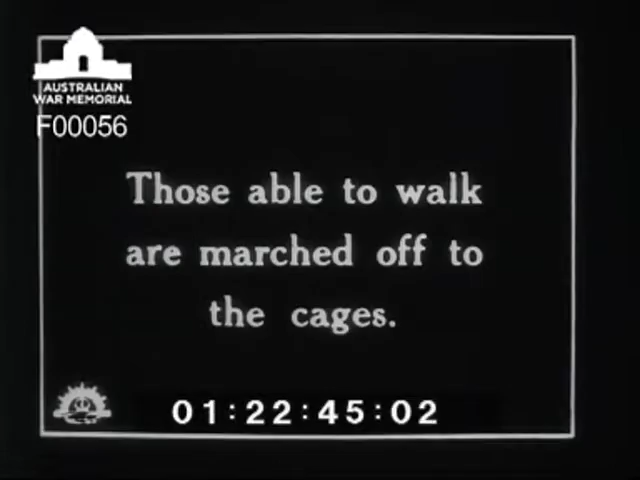 AUSTRALIAN
WAR MEMORIAL
F00056
Those able to walk
are marched off to
the cages.
01:22:45:02